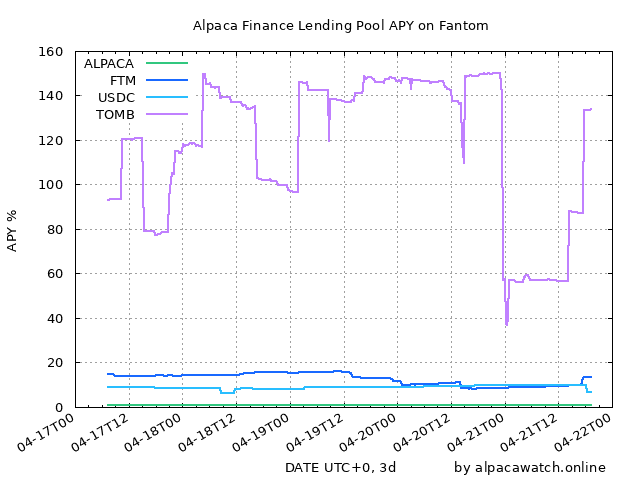 Alpaca Finance Lending Pool APY on Fantom
160
140
120
100
80
60
40
20
0
APY %
ALPACA
FTM
USDC
TOMB
04-17T00
04-17T12
04-18T00
04-18T12
04-19T00
04-19T12
04-20T00
04-20T12
04-21T00
04-21T12
04-22T00
DATE UTC+0, 3d
by alpacawatch.online